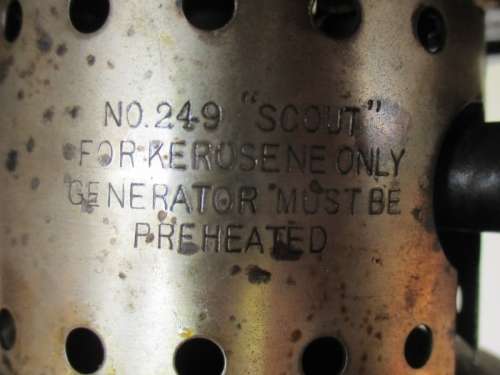 NO.249 "SCOUT"
FOR KEROSENE ONLY
GENERATOR MUST BE
PREHEATED